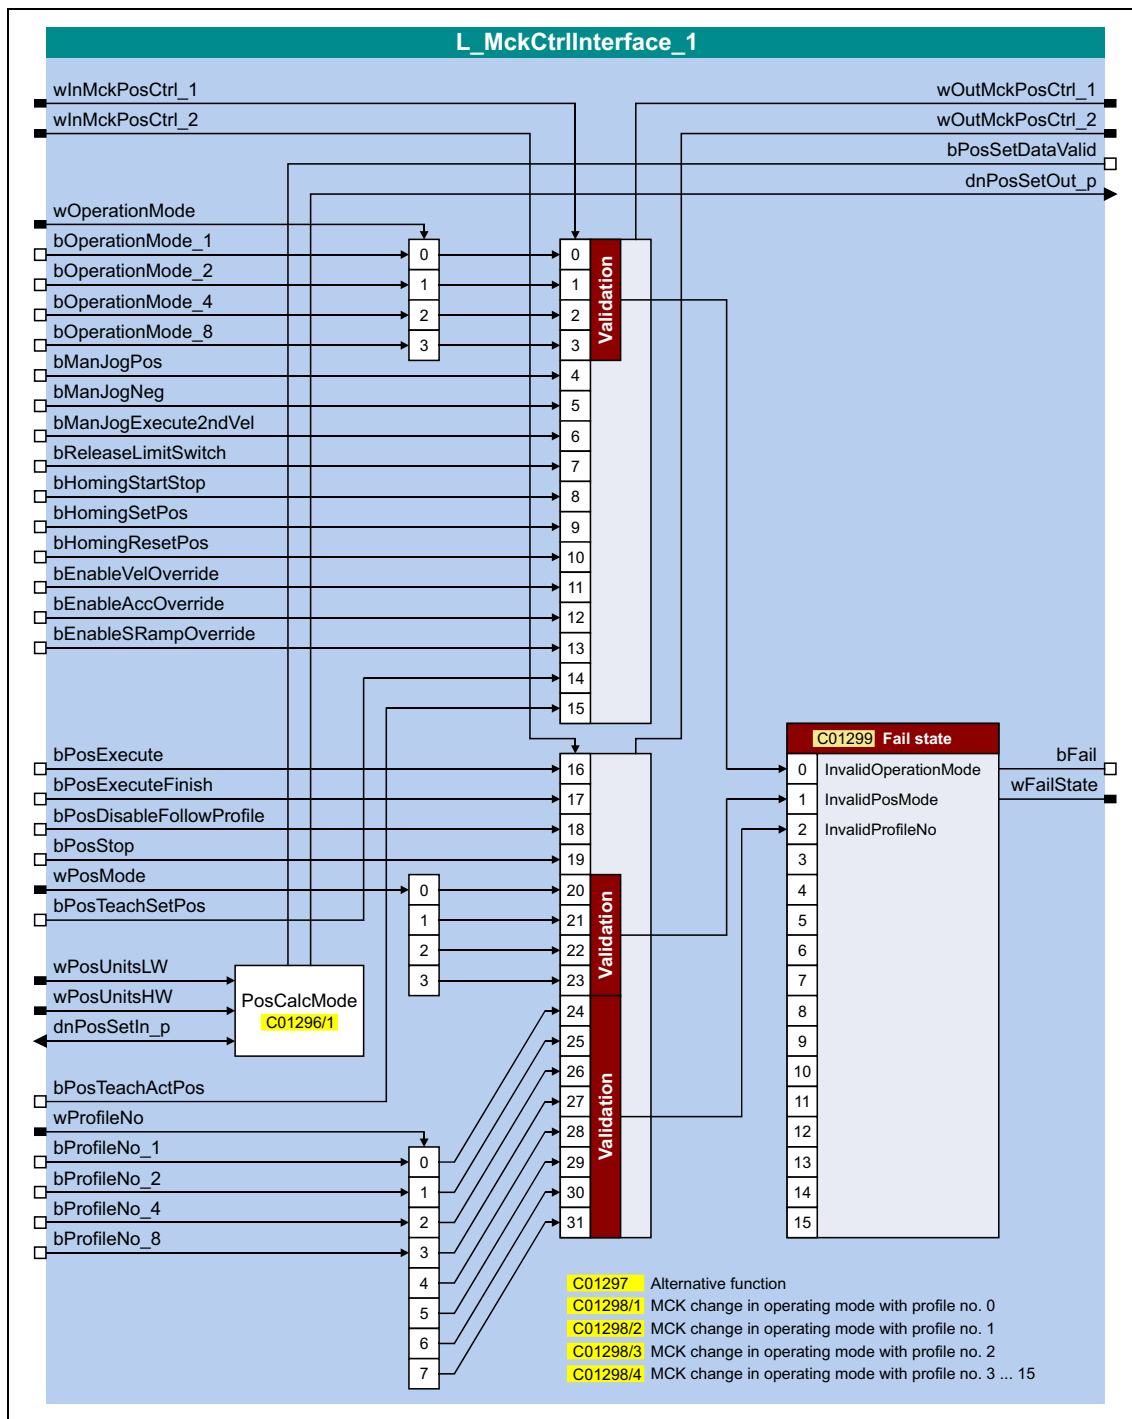 L_MckCtrlInterface_1
wInMckPosCtrl_1
wInMckPosCtrl_2
wOutMckPosCtrl_1
wOutMckPosCtrl_2
bPosSetDataValid
dnPosSetOut_p
wOperationMode
bOperationMode_1
bOperationMode_2
bOperationMode_4
bOperationMode_8
bManJogPos
bManJogNeg
bManJogExecute2ndVel
bReleaseLimitSwitch
bHomingStartStop
bHomingSetPos
bHomingResetPos
bEnableVelOverride
bEnableAccOverride
bEnableSRampOverride
0
1
2
3
0
1
2
3
4
5
6
7
8
9
10
11
12
13
14
15
Validation
bPosExecute
bPosExecuteFinish
bPosDisableFollowProfile
bPosStop
wPosMode
bPosTeachSetPos
wPosUnitsLW
wPosUnitsHW
dnPosSetIn_p
PosCalcMode
C01296/1
bPosTeachActPos
wProfileNo
bProfileNo_1
bProfileNo_2
bProfileNo_4
bProfileNo_8
0
1
2
3
0
1
2
3
4
5
6
7
16
17
18
19
20
21
22
23
24
25
26
27
28
29
30
31
Validation
Validation
C01299 Fail state
0 InvalidOperationMode
1 InvalidPosMode
2 InvalidProfileNo
3
4
5
6
7
8
9
10
11
12
13
14
15
bFail
wFailState
C01297 Alternative function
C01298/1 MCK change in operating mode with profile no. 0
C01298/2 MCK change in operating mode with profile no. 1
C01298/3 MCK change in operating mode with profile no. 2
C01298/4 MCK change in operating mode with profile no. 3 ... 15